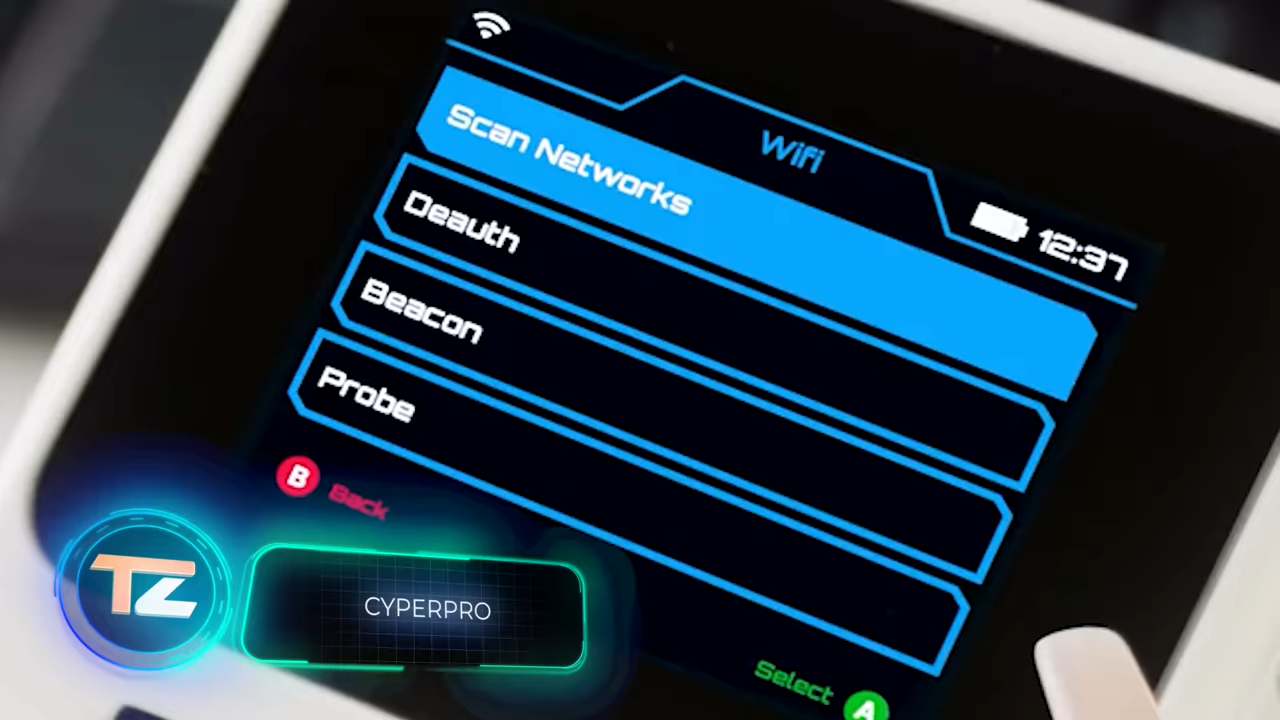 Wifi
12:37
Scan Networks
Deauth
Beacon
Probe
B Back
Select A
TZ
CYPERPRO